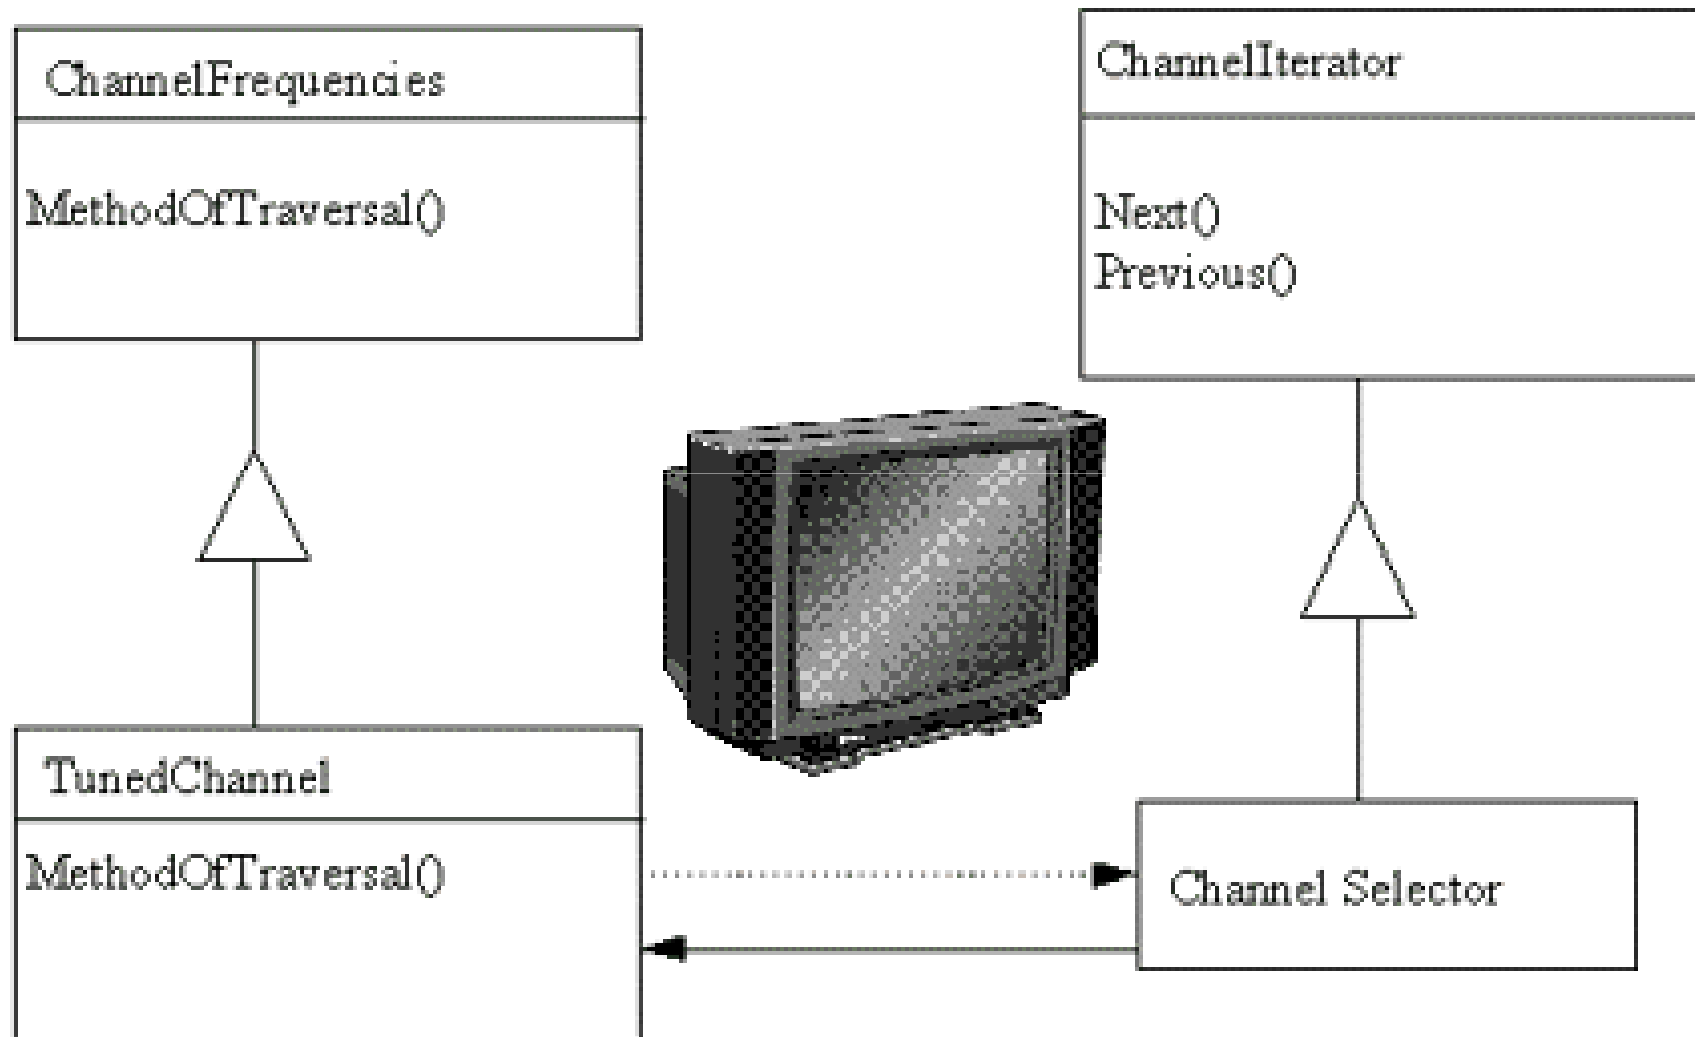 ChannelFrequencies
MethodOfTraversal()
ChannelIterator
Next()
Previous()
TunedChannel
MethodOfTraversal()
Channel Selector